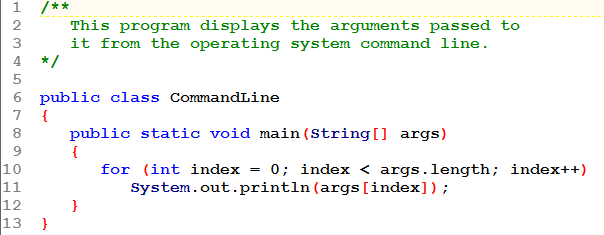 1 /**
2    This program displays the arguments passed to
3    it from the operating system command line.
4 */
5
6 public class CommandLine
7 {
8    public static void main(String[] args)
9    {
10       for (int index = 0; index < args.length; index++)
11          System.out.println(args[index]);
12    }
13 }